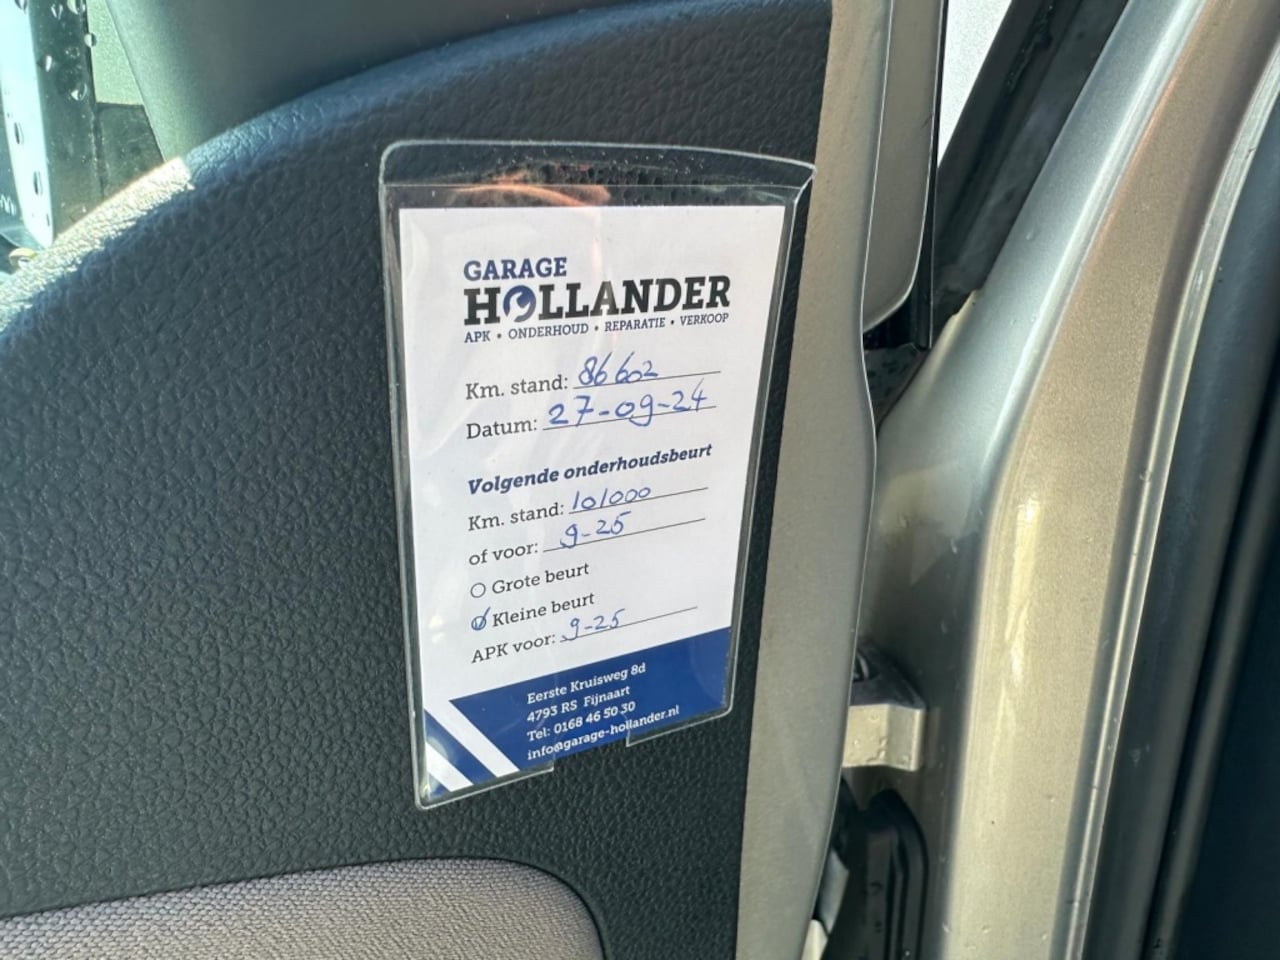 GARAGE
HOLLANDER
APK • ONDERHOUD • REPARATIE • VERKOOP
Km. stand: 86602
Datum: 27-09-24
Volgende onderhoudsbeurt
Km. stand: 101000
of voor: 9-25
Grote beurt
Kleine beurt
APK voor: 9-25
Eerste Kruisweg 8d
4793 RS Fijnaart
Tel: 0168 46 50 30
info@garage-hollander.nl